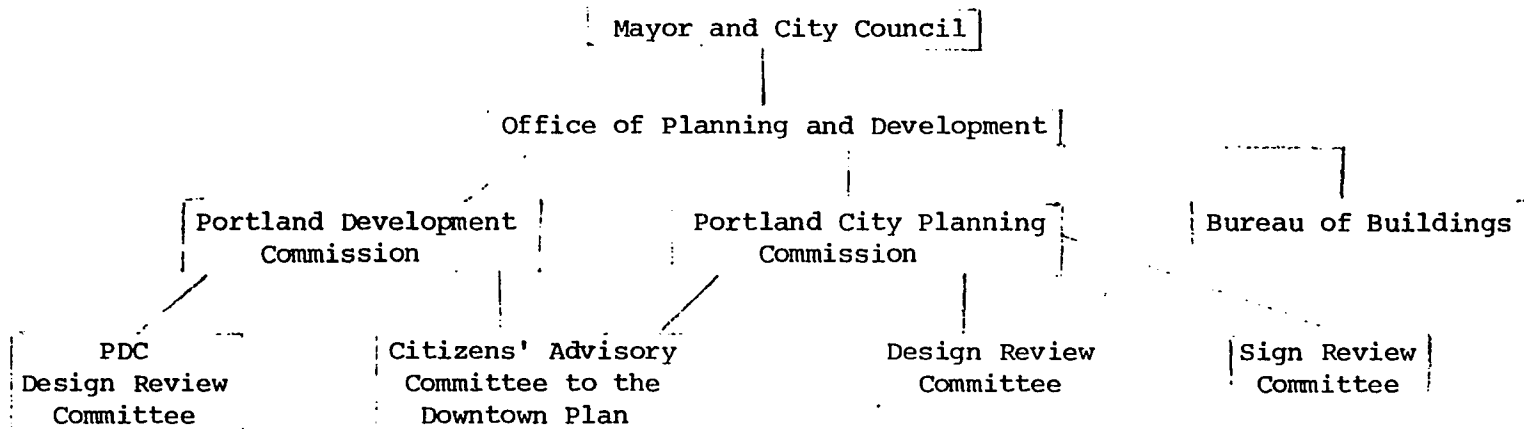 Mayor and City Council
Office of Planning and Development
Portland Development
Commission
Portland City Planning
Commission
Bureau of Buildings
PDC
Design Review
Committee
Citizens' Advisory
Committee to the
Downtown Plan
Design Review
Committee
Sign Review
Committee